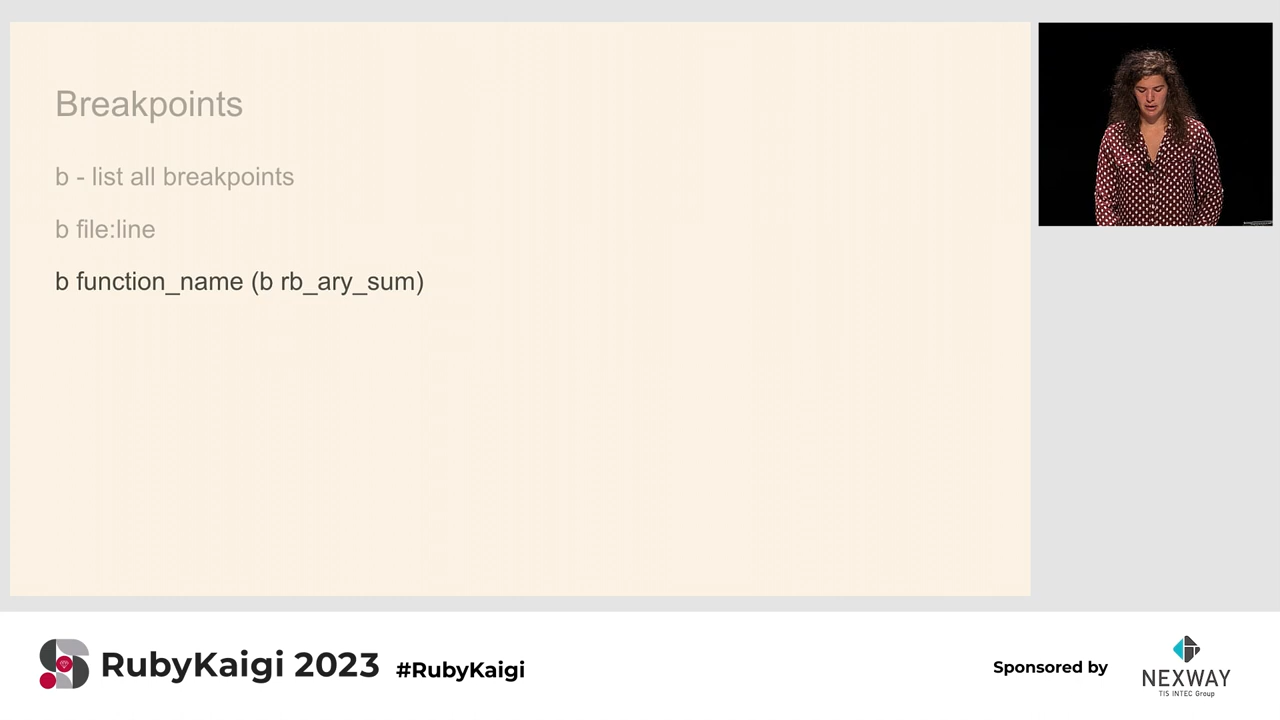 Breakpoints
b - list all breakpoints
b file:line
b function_name (b rb_ary_sum)
RubyKaigi 2023 #RubyKaigi
Sponsored by
NEXWAY
TIS INTEC Group